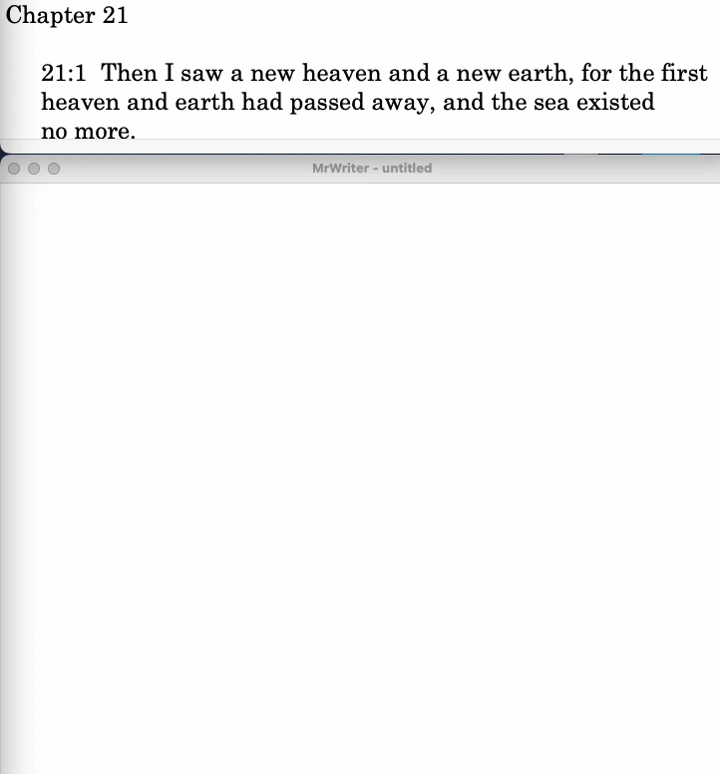 Chapter 21
21:1  Then I saw a new heaven and a new earth, for the first
heaven and earth had passed away, and the sea existed
no more.
MrWriter - untitled